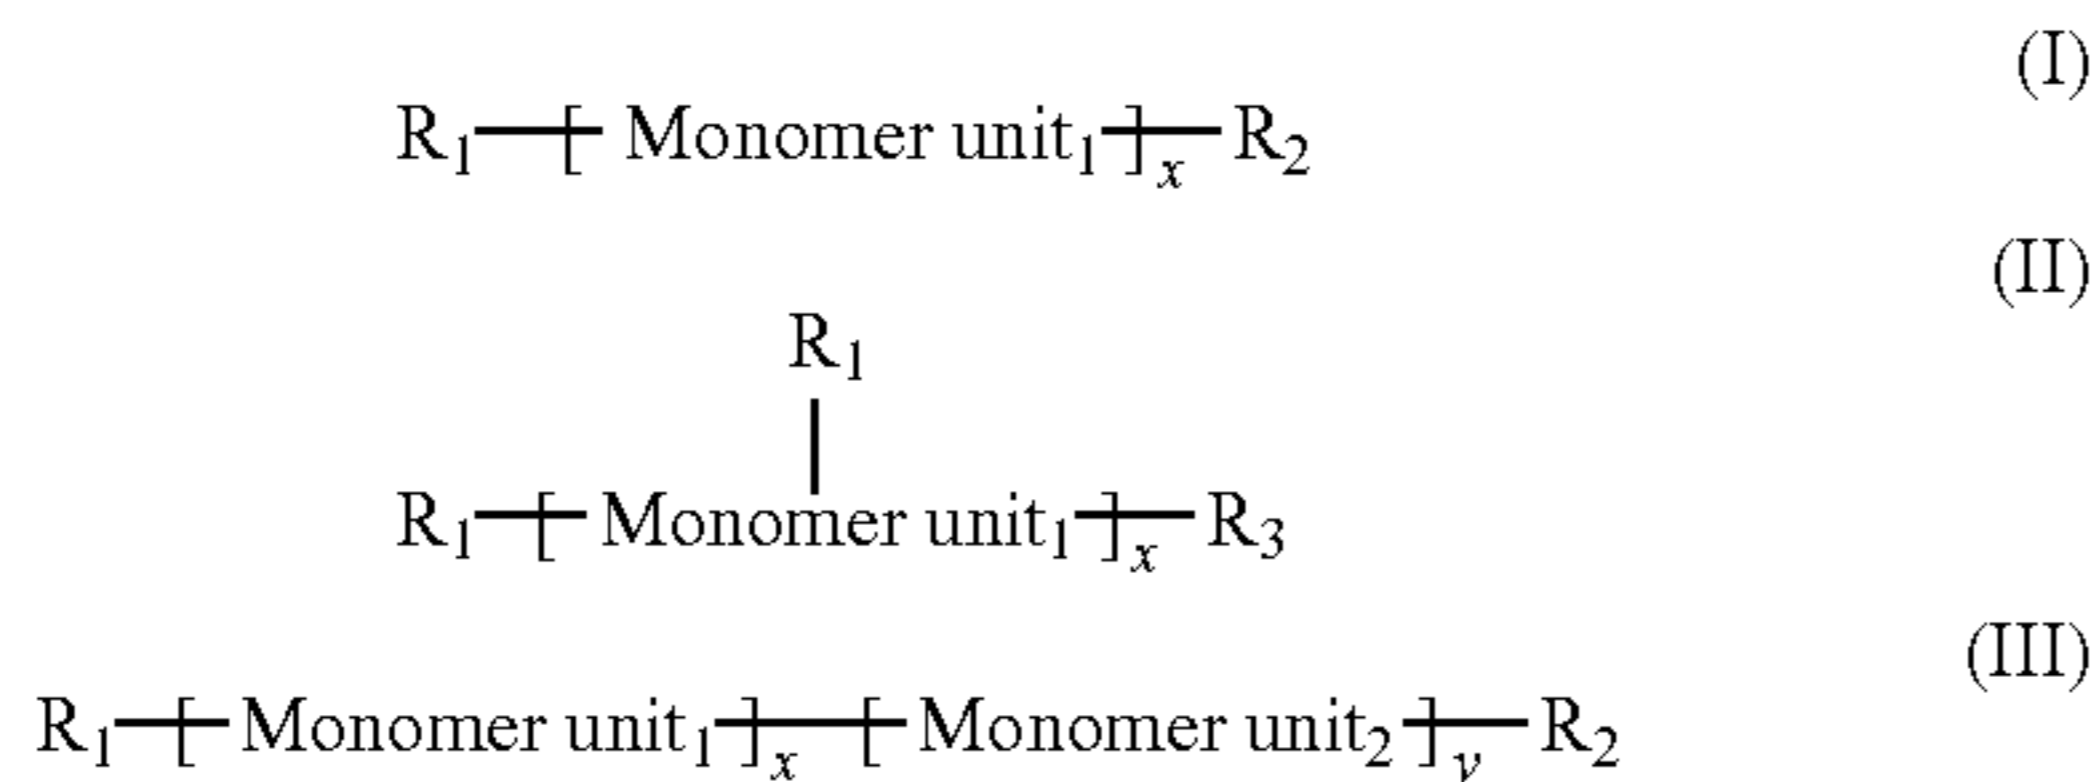 (I)
R₁—[ Monomer unit₁ ]ₓ—R₂
(II)
R₁
R₁—[ Monomer unit₁ ]ₓ—R₃
(III)
R₁—[ Monomer unit₁ ]ₓ—[ Monomer unit₂ ]y—R₂